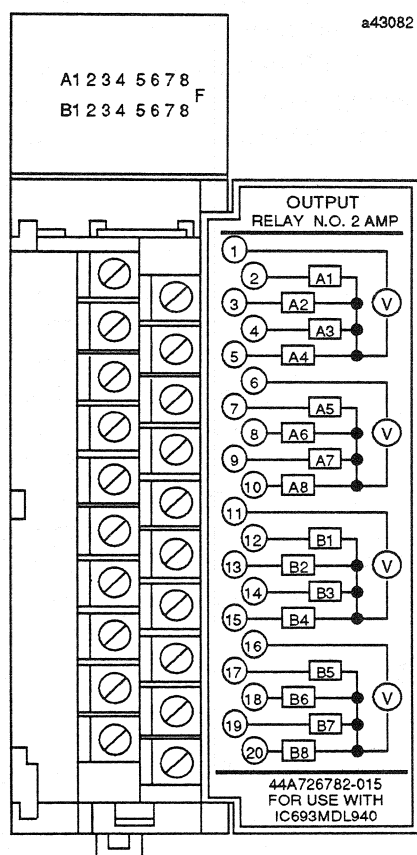 a43082
A1 2 3 4 5 6 7 8
F
B1 2 3 4 5 6 7 8
OUTPUT
RELAY N.O. 2 AMP
1
2 A1
3 A2 V
4 A3
5 A4
6
7 A5
8 A6 V
9 A7
10 A8
11
12 B1
13 B2 V
14 B3
15 B4
16
17 B5
18 B6 V
19 B7
20 B8
44A726782-015
FOR USE WITH
IC693MDL940